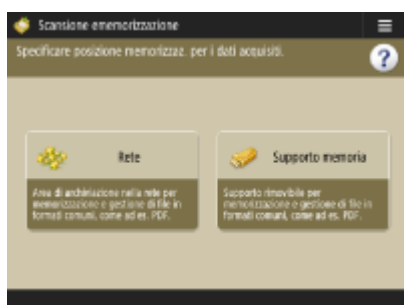 Scansione ememorizzazione
Specificare posizione memorizzaz. per i dati acquisiti.
?
Rete
Supporto memoria
Area di archiviazione nella rete per
memorizzazione e gestione di file in
formati comuni, come ad es. PDF.
Supporto rimovibile per
memorizzazione e gestione di file in
formati comuni, come ad es. PDF.